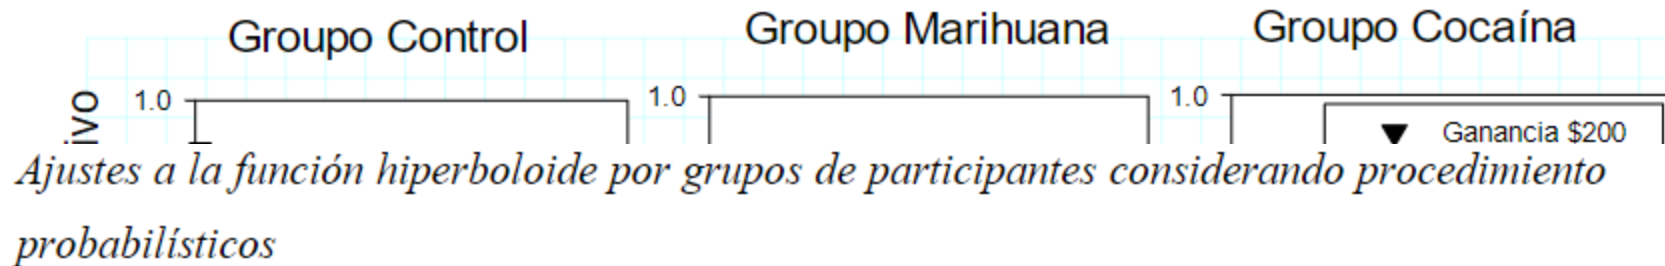 Groupo Control Groupo Marihuana Groupo Cocaína
1.0 1.0 1.0
Ganancia $200
Ajustes a la función hiperboloide por grupos de participantes considerando procedimiento
probabilísticos